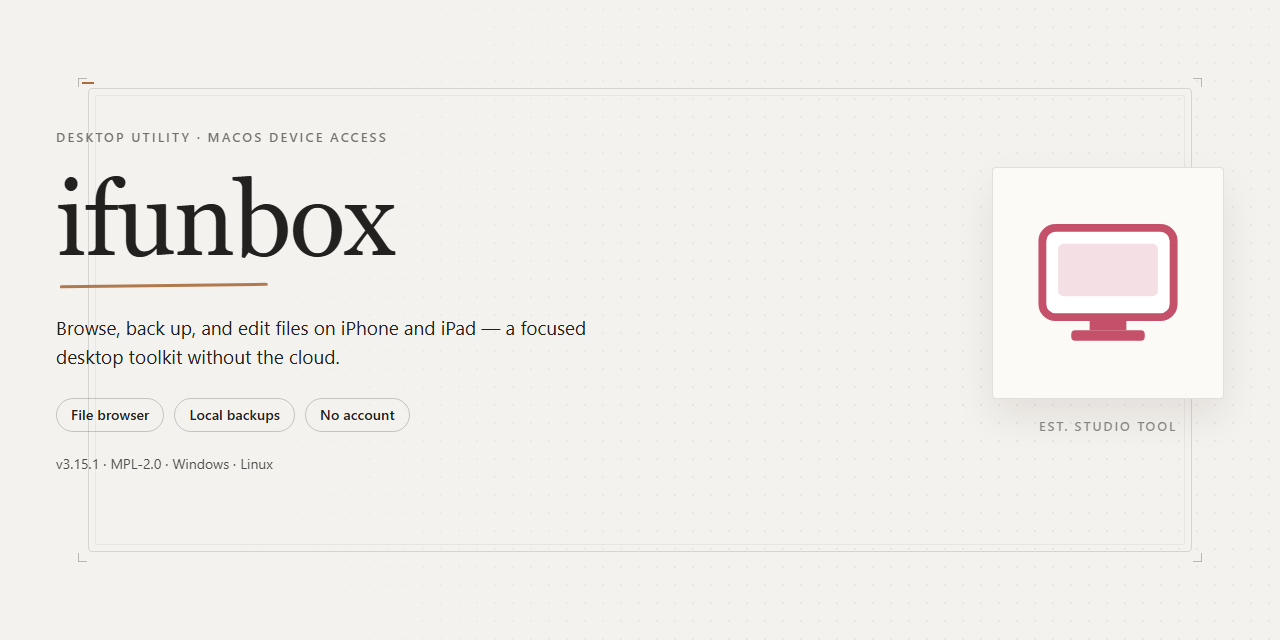 DESKTOP UTILITY · MACOS DEVICE ACCESS
ifunbox
Browse, back up, and edit files on iPhone and iPad — a focused
desktop toolkit without the cloud.
File browser
Local backups
No account
v3.15.1 · MPL-2.0 · Windows · Linux
EST. STUDIO TOOL